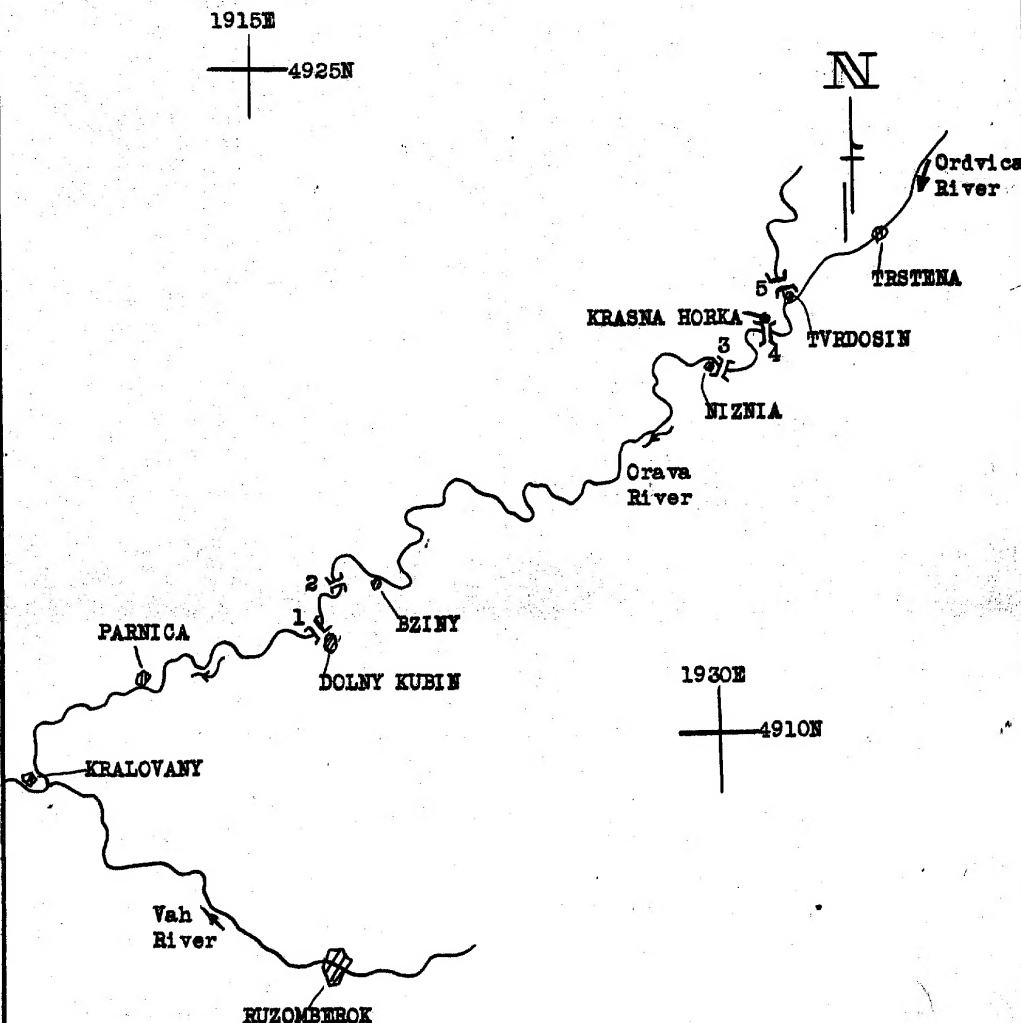 1915E
4925N
N
Ordvica
River
TRSTENA
5
KRASNA HORKA
TVRDOSIN
3
4
NIZNIA
Orava
River
2
1
BZINY
PARNICA
DOLNY KUBIN
1930E
4910N
KRALOVANY
Vah
River
RUZOMBEROK